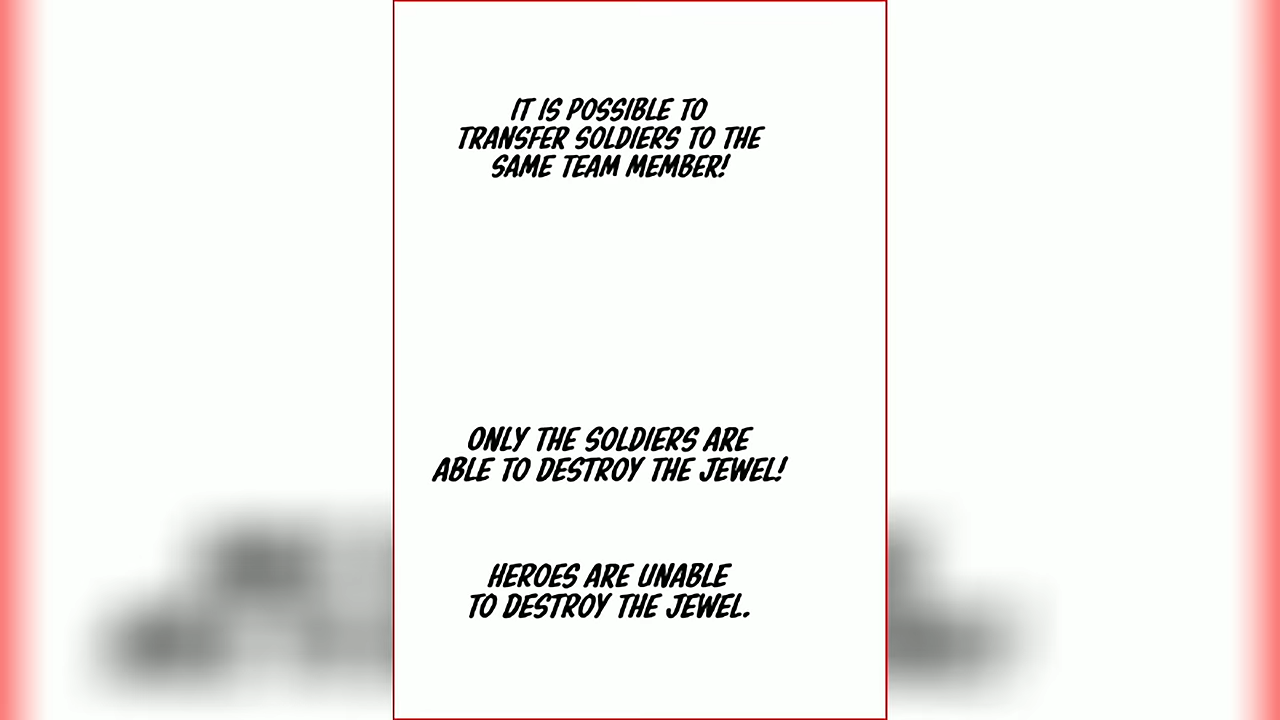 IT IS POSSIBLE TO
TRANSFER SOLDIERS TO THE
SAME TEAM MEMBER!
ONLY THE SOLDIERS ARE
ABLE TO DESTROY THE JEWEL!
HEROES ARE UNABLE
TO DESTROY THE JEWEL.